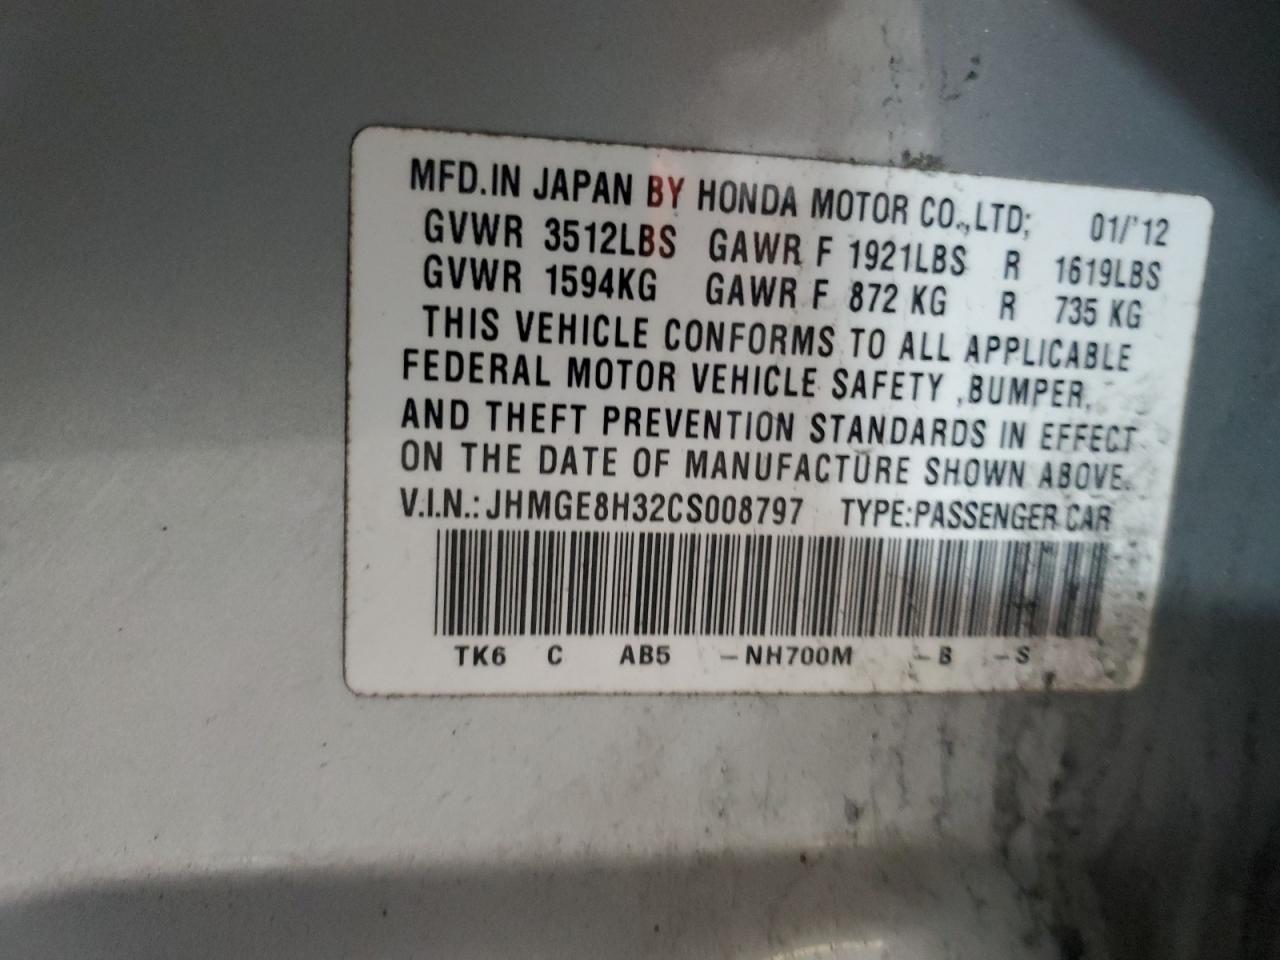 MFD.IN JAPAN BY HONDA MOTOR CO.,LTD; 01/'12
GVWR 3512LBS GAWR F 1921LBS R 1619LBS
GVWR 1594KG GAWR F 872 KG R 735 KG
THIS VEHICLE CONFORMS TO ALL APPLICABLE
FEDERAL MOTOR VEHICLE SAFETY ,BUMPER,
AND THEFT PREVENTION STANDARDS IN EFFECT
ON THE DATE OF MANUFACTURE SHOWN ABOVE.
V.I.N.: JHMGE8H32CS008797 TYPE:PASSENGER CAR
TK6 C AB5 -NH700M -B -S